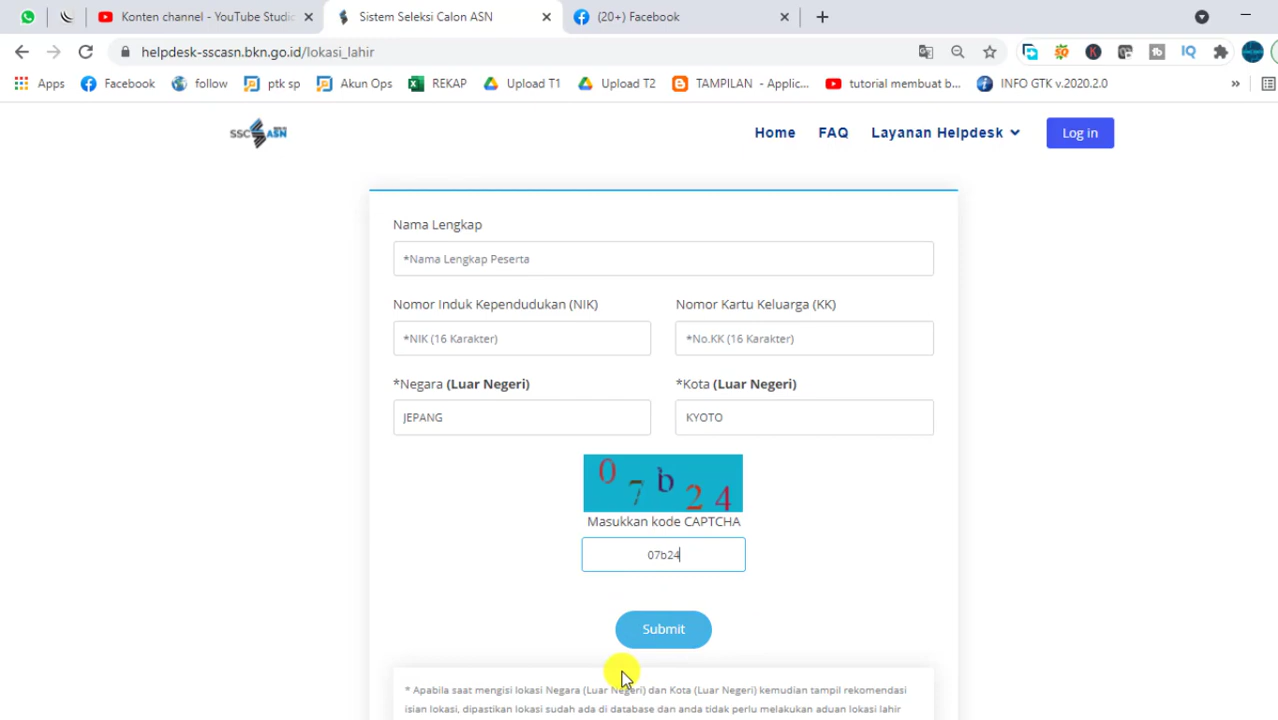 Konten channel - YouTube Studi
Sistem Seleksi Calon ASN
(20+) Facebook
helpdesk-sscasn.bkn.go.id/lokasi_lahir
Apps
Facebook
follow
ptk sp
Akun Ops
REKAP
Upload T1
Upload T2
TAMPILAN - Applic...
tutorial membuat b...
INFO GTK v.2020.2.0
SSCASN
Home
FAQ
Layanan Helpdesk
Log in
Nama Lengkap
*Nama Lengkap Peserta
Nomor Induk Kependudukan (NIK)
Nomor Kartu Keluarga (KK)
*NIK (16 Karakter)
*No.KK (16 Karakter)
*Negara (Luar Negeri)
*Kota (Luar Negeri)
JEPANG
KYOTO
07b24
Masukkan kode CAPTCHA
07b24
Submit
* Apabila saat mengisi lokasi Negara (Luar Negeri) dan Kota (Luar Negeri) kemudian tampil rekomendasi
isian lokasi, dipastikan lokasi sudah ada di database dan anda tidak perlu melakukan aduan lokasi lahir